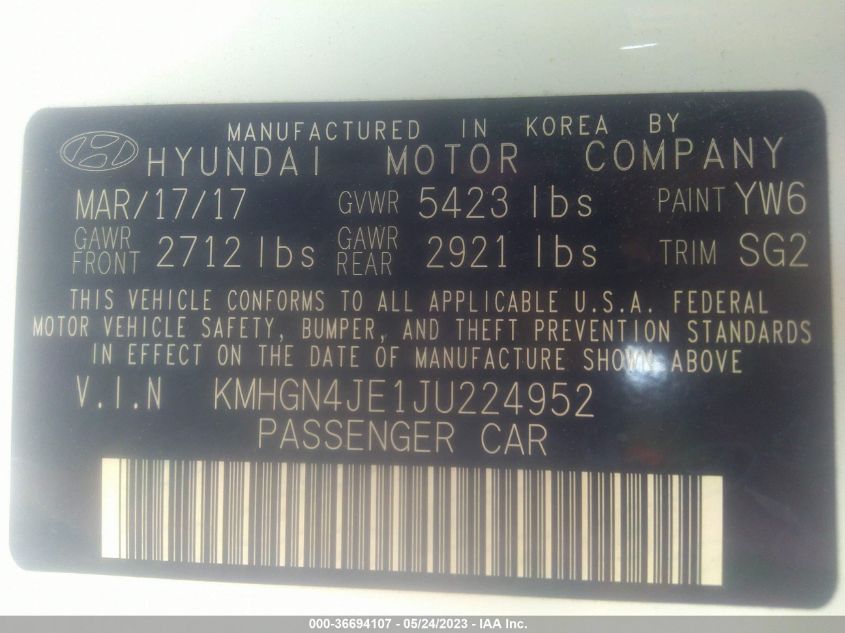 MANUFACTURED IN KOREA BY
HYUNDAI MOTOR COMPANY
MAR/17/17 GVWR 5423 lbs PAINT YW6
GAWR FRONT 2712 lbs GAWR REAR 2921 lbs TRIM SG2
THIS VEHICLE CONFORMS TO ALL APPLICABLE U.S.A. FEDERAL
MOTOR VEHICLE SAFETY, BUMPER, AND THEFT PREVENTION STANDARDS
IN EFFECT ON THE DATE OF MANUFACTURE SHOWN ABOVE
V.I.N KMHGN4JE1JU224952
PASSENGER CAR
000-36694107 - 05/24/2023 - IAA Inc.